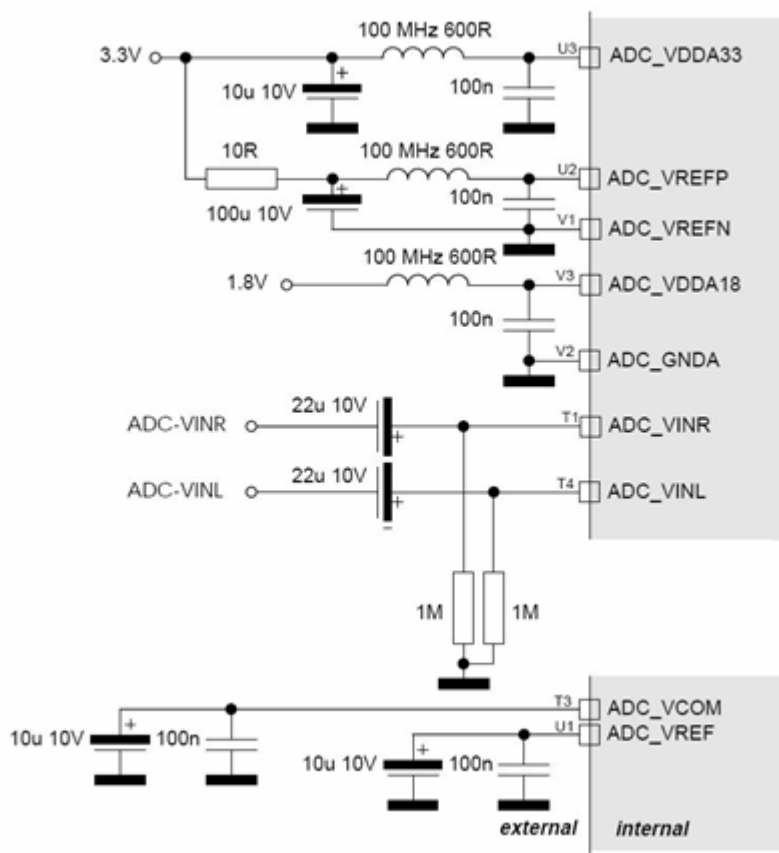 100 MHz 600R
3.3V U3 ADC_VDDA33
+
10u 10V 100n
10R 100 MHz 600R U2 ADC_VREFP
+
100u 10V 100n
V1 ADC_VREFN
100 MHz 600R
1.8V V3 ADC_VDDA18
100n
V2 ADC_GNDA
22u 10V
ADC-VINR + T1 ADC_VINR
22u 10V
ADC-VINL + T4 ADC_VINL
-
1M 1M
T3 ADC_VCOM
+
10u 10V 100n
U1 ADC_VREF
+
10u 10V 100n
external internal